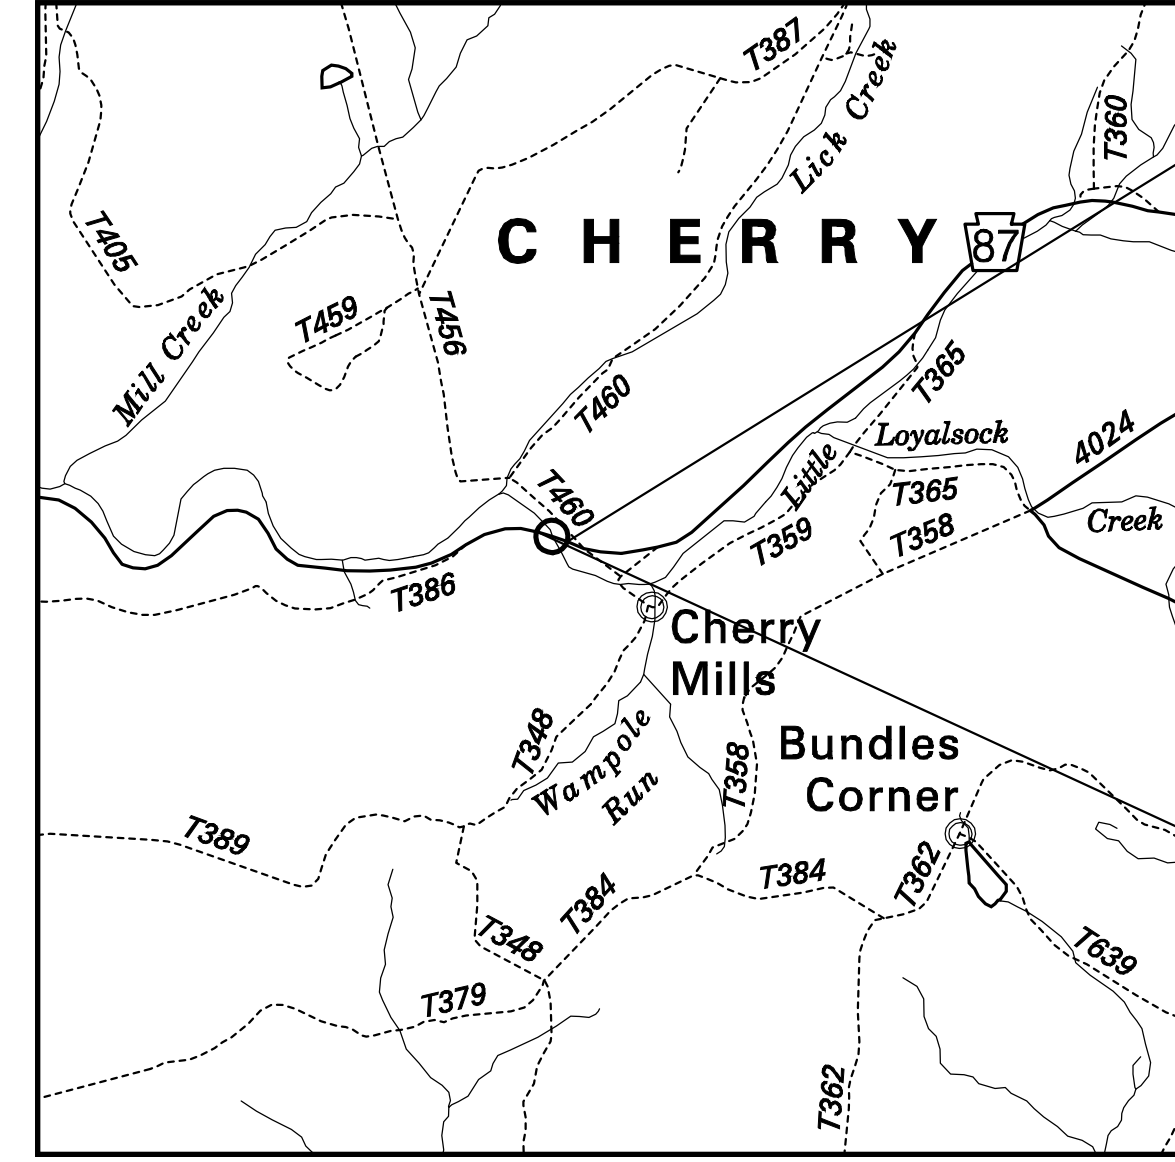 T387
Lick Creek
T360
T405
CHERRY
87
Mill Creek
T459
T456
T460
T365
Loyalsock
4024
Little
T460
T365
T359
T358
Creek
T386
Cherry
Mills
T348
Wampole
Run
T358
Bundles
Corner
T389
T384
T384
T362
T348
T639
T379
T362